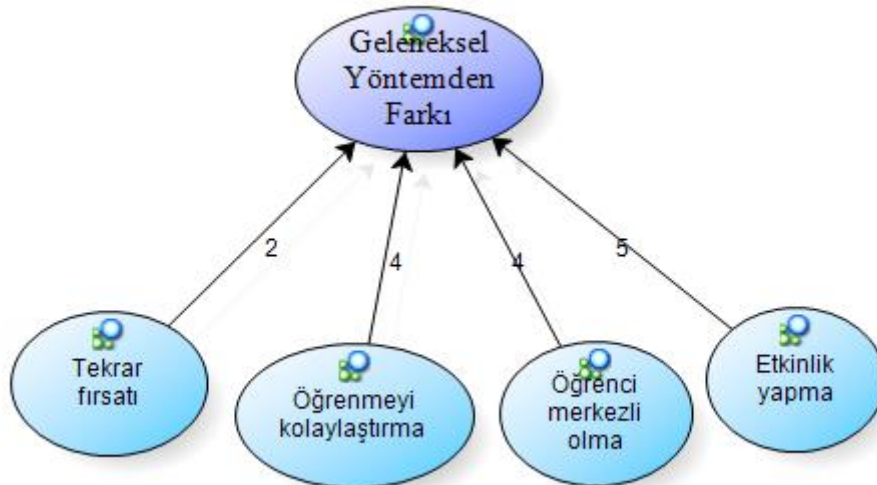 Geleneksel
Yöntemden
Farkı
2
4
4
5
Tekrar
fırsatı
Öğrenmeyi
kolaylaştırma
Öğrenci
merkezli
olma
Etkinlik
yapma